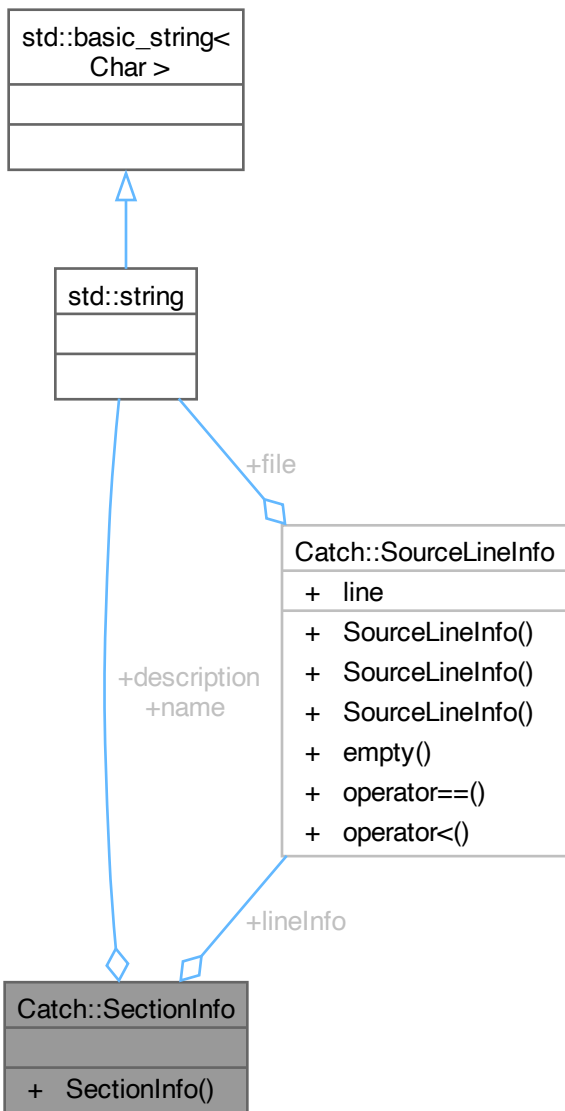 std::basic_string<
Char >
std::string
+file
Catch::SourceLineInfo
+ line
+ SourceLineInfo()
+ SourceLineInfo()
+ SourceLineInfo()
+ empty()
+ operator==()
+ operator<()
+description
+name
+lineInfo
Catch::SectionInfo
+ SectionInfo()